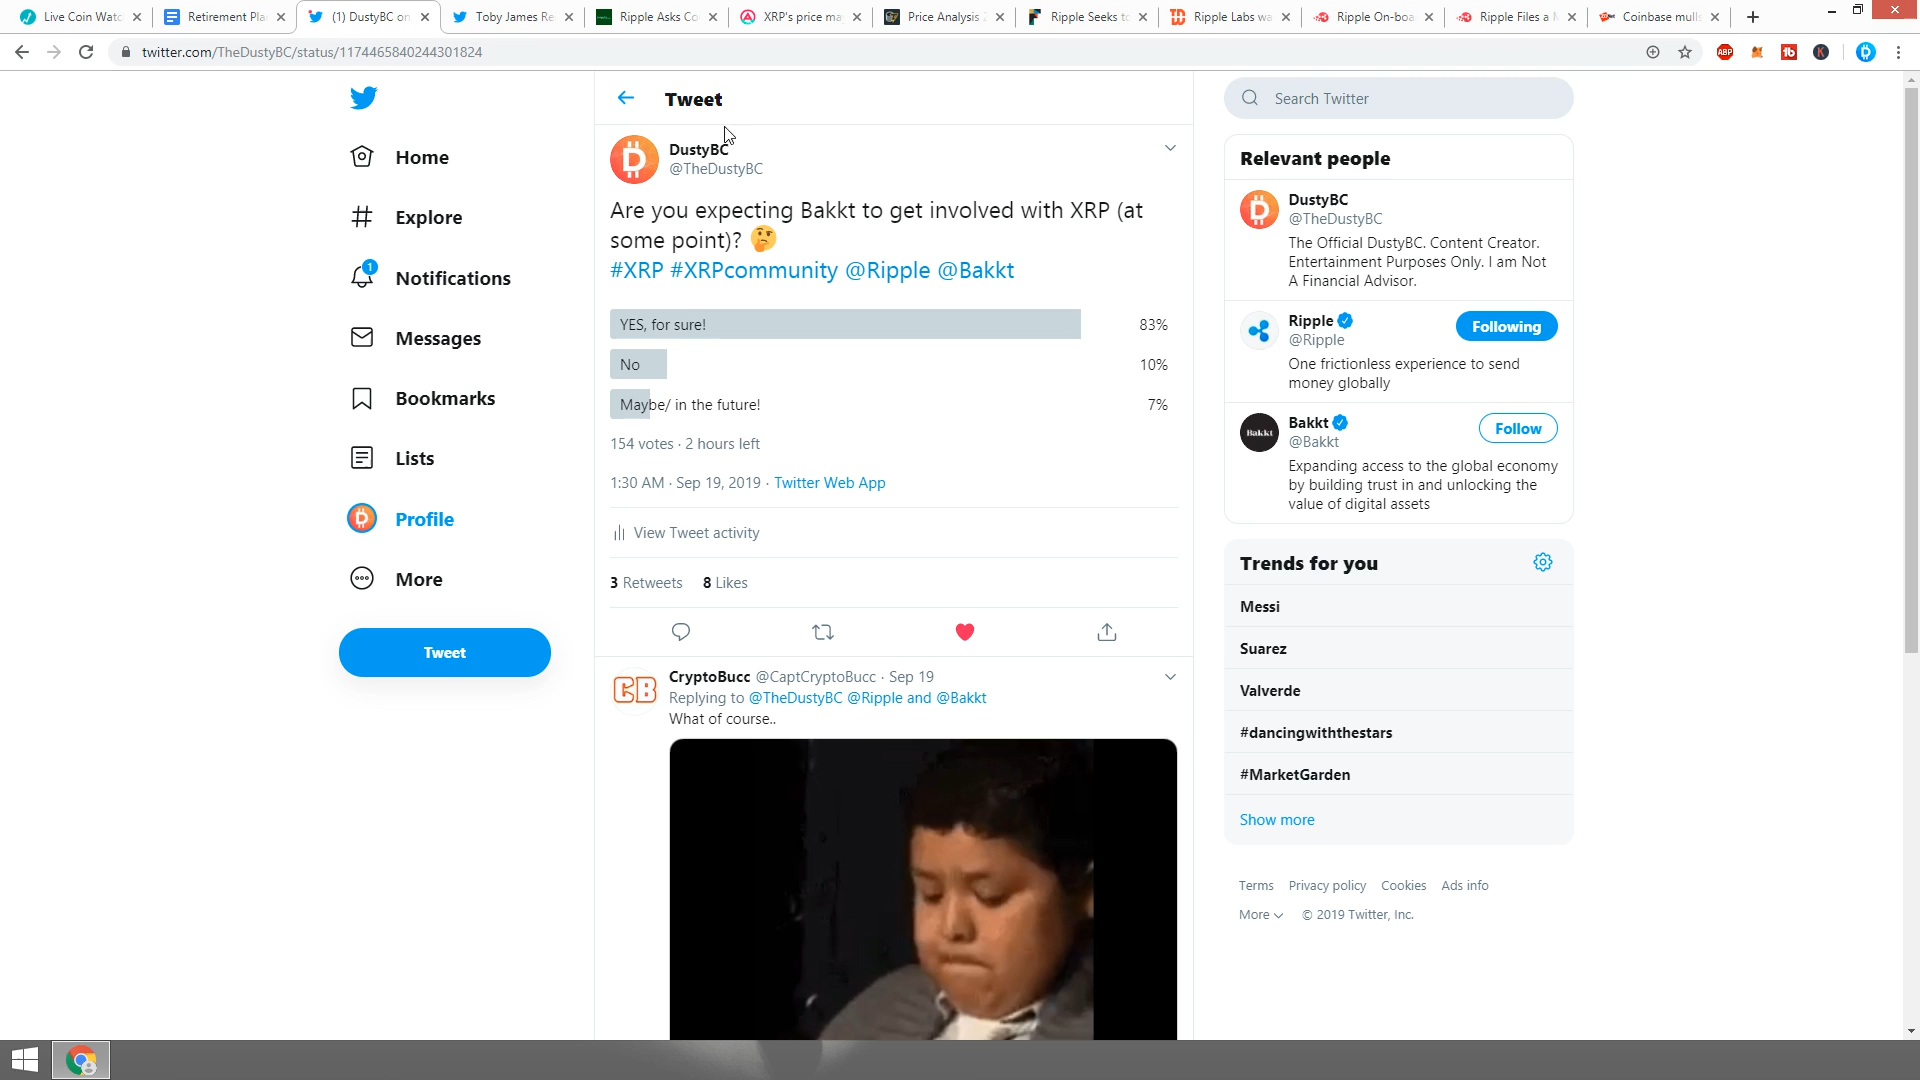 Live Coin Watc
Retirement Pla
(1) DustyBC on
Toby James Re
Ripple Asks Co
XRP's price ma
Price Analysis
Ripple Seeks to
Ripple Labs wa
Ripple On-boa
Ripple Files a
Coinbase mulls
twitter.com/TheDustyBC/status/1174465840244301824
ABP
Home
Explore
1
Notifications
Messages
Bookmarks
Lists
Profile
More
Tweet
Tweet
DustyBC
@TheDustyBC
Are you expecting Bakkt to get involved with XRP (at
some point)? 🤔
#XRP #XRPcommunity @Ripple @Bakkt
YES, for sure! 83%
No 10%
Maybe/ in the future! 7%
154 votes · 2 hours left
1:30 AM · Sep 19, 2019 · Twitter Web App
View Tweet activity
3 Retweets 8 Likes
CB
CryptoBucc @CaptCryptoBucc · Sep 19
Replying to @TheDustyBC @Ripple and @Bakkt
What of course..
Search Twitter
Relevant people
DustyBC
@TheDustyBC
The Official DustyBC. Content Creator.
Entertainment Purposes Only. I am Not
A Financial Advisor.
Ripple
Following
@Ripple
One frictionless experience to send
money globally
Bakkt
Bakkt
Follow
@Bakkt
Expanding access to the global economy
by building trust in and unlocking the
value of digital assets
Trends for you
Messi
Suarez
Valverde
#dancingwiththestars
#MarketGarden
Show more
Terms Privacy policy Cookies Ads info
More © 2019 Twitter, Inc.